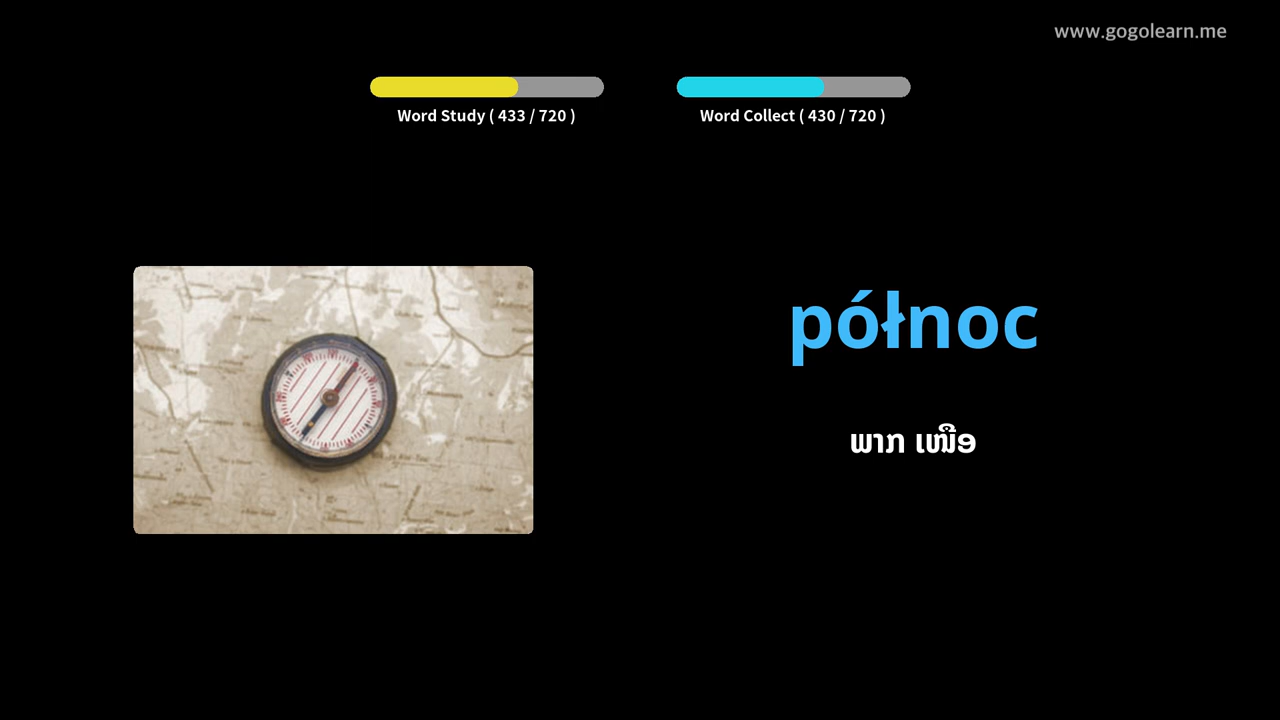 www.gogolearn.me
Word Study ( 433 / 720 )
Word Collect ( 430 / 720 )
północ
ພາກ ເໜືອ